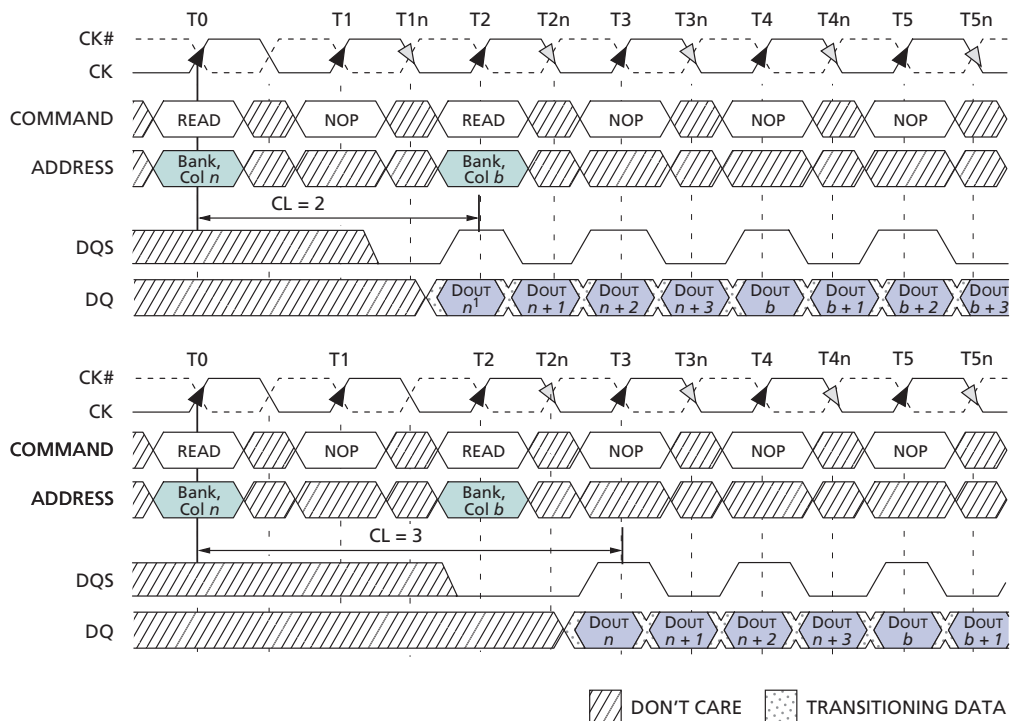 T0 T1 T1n T2 T2n T3 T3n T4 T4n T5 T5n
CK#
CK
COMMAND READ NOP READ NOP NOP NOP
ADDRESS Bank, Col n Bank, Col b
CL = 2
DQS
DQ DOUT n¹ DOUT n + 1 DOUT n + 2 DOUT n + 3 DOUT b DOUT b + 1 DOUT b + 2 DOUT b + 3
T0 T1 T2 T2n T3 T3n T4 T4n T5 T5n
CK#
CK
COMMAND READ NOP READ NOP NOP NOP
ADDRESS Bank, Col n Bank, Col b
CL = 3
DQS
DQ DOUT n DOUT n + 1 DOUT n + 2 DOUT n + 3 DOUT b DOUT b + 1
DON'T CARE TRANSITIONING DATA